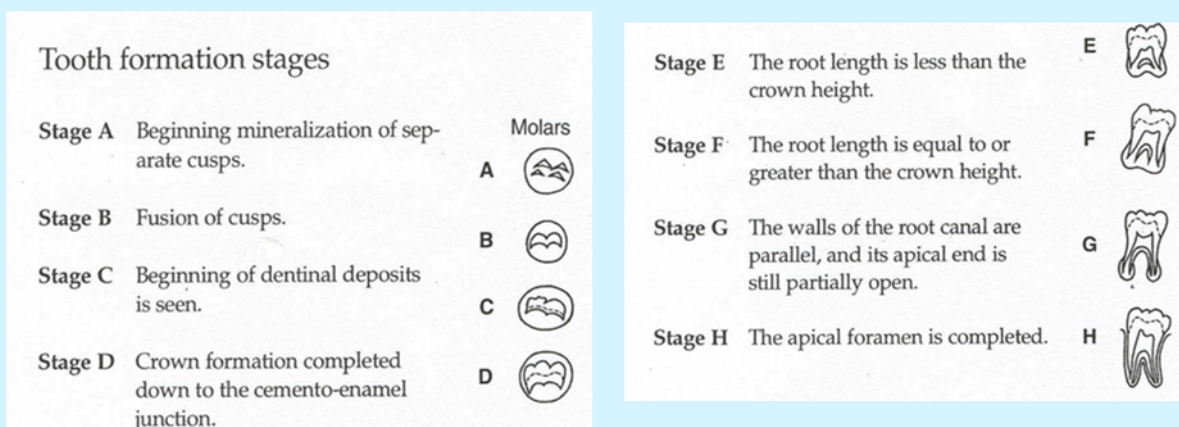 Tooth formation stages
Stage A Beginning mineralization of sep-
arate cusps.
Molars
A
Stage B Fusion of cusps.
B
Stage C Beginning of dentinal deposits
is seen.
C
Stage D Crown formation completed
down to the cemento-enamel
junction.
D
Stage E The root length is less than the
crown height.
E
Stage F The root length is equal to or
greater than the crown height.
F
Stage G The walls of the root canal are
parallel, and its apical end is
still partially open.
G
Stage H The apical foramen is completed.
H